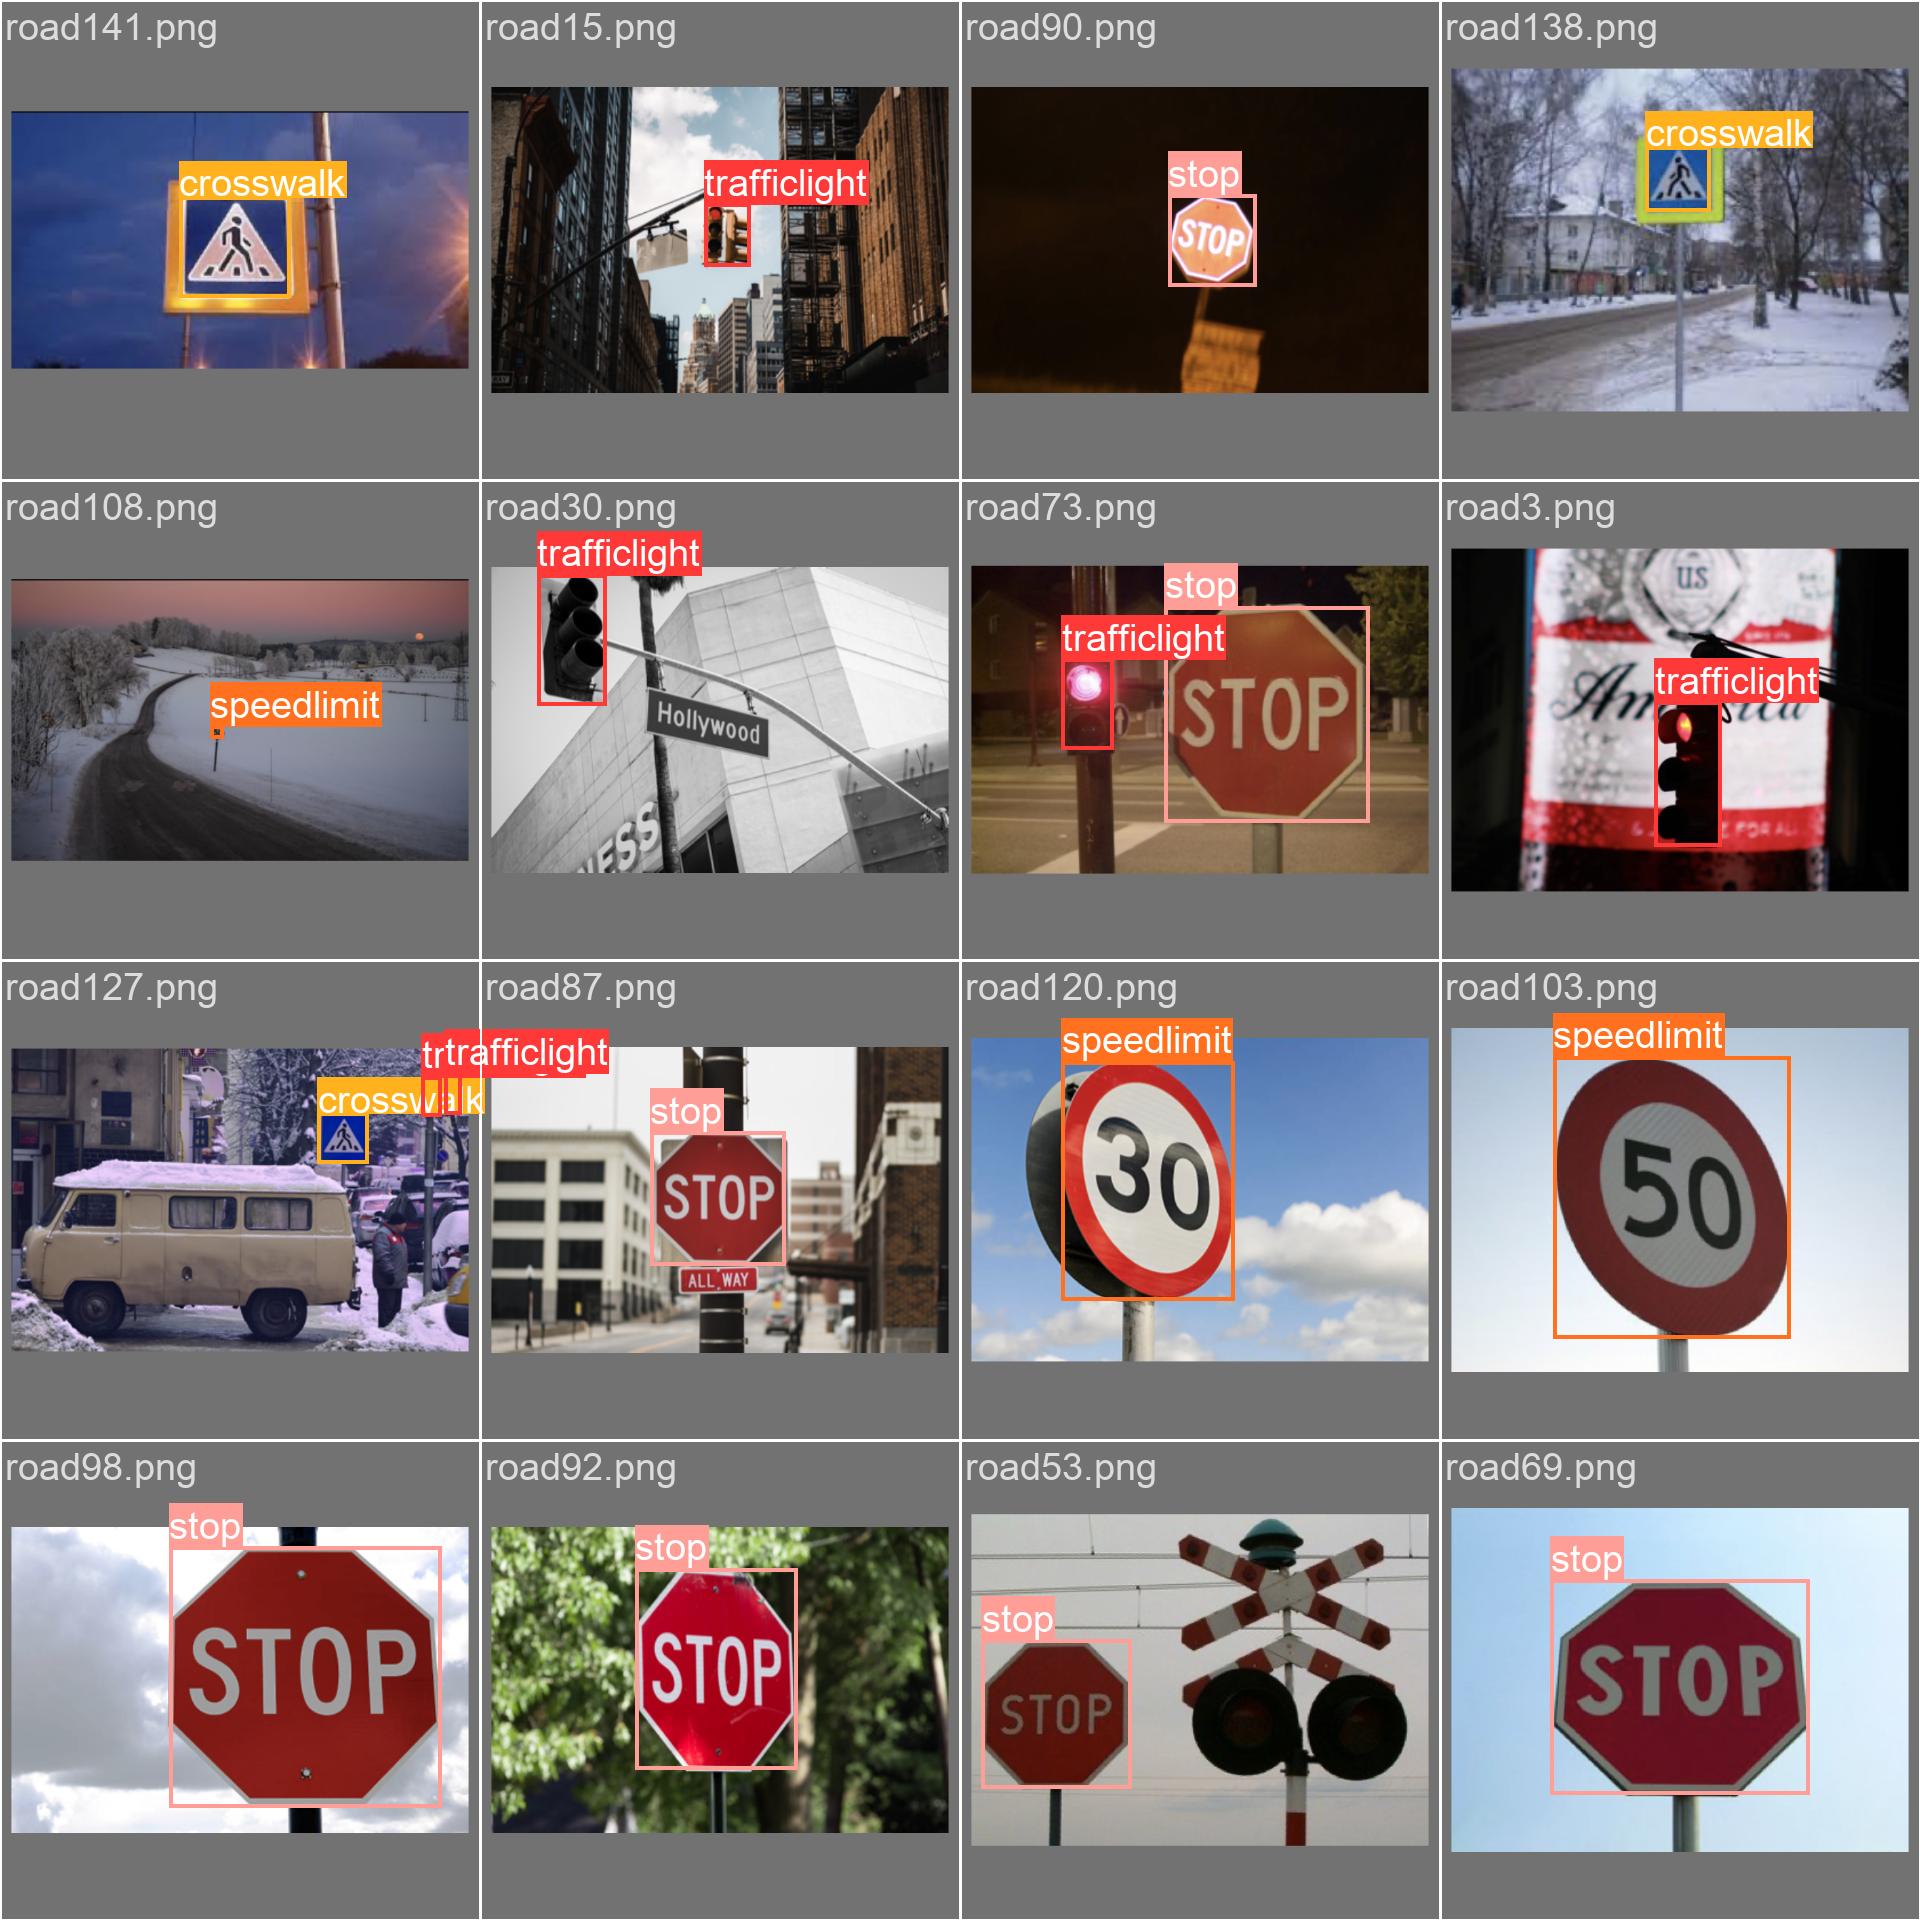 road141.png
road15.png
road90.png
road138.png
crosswalk
trafficlight
stop
STOP
crosswalk
road108.png
road30.png
road73.png
road3.png
speedlimit
trafficlight
Hollywood
NESS
stop
trafficlight
STOP
US
trafficlight
FOR ALL
road127.png
road87.png
road120.png
road103.png
trafficlight
crosswalk
stop
STOP
ALL WAY
speedlimit
30
speedlimit
50
road98.png
road92.png
road53.png
road69.png
stop
STOP
stop
STOP
stop
STOP
stop
STOP